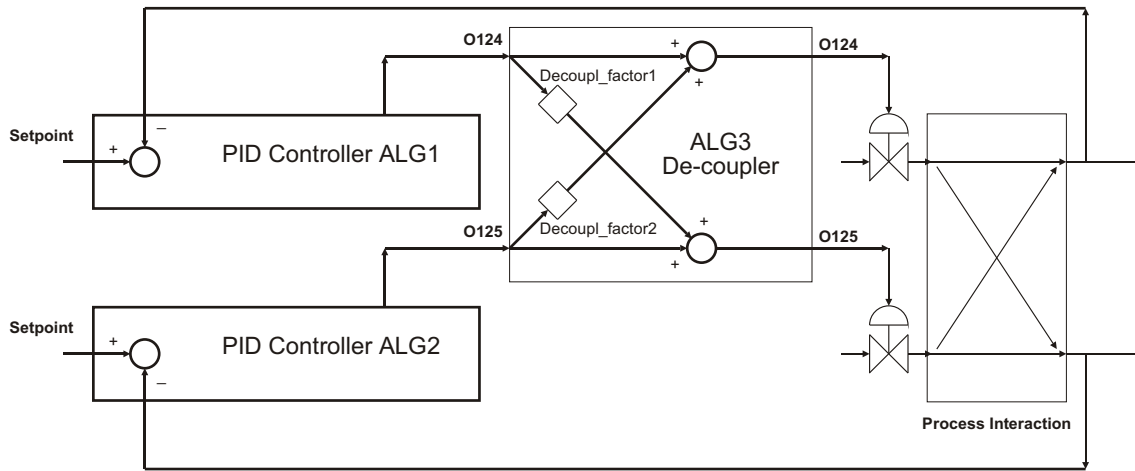 O124
O124
+
Decoupl_factor1
+
–
Setpoint
+
PID Controller ALG1
ALG3
De-coupler
O125
Decoupl_factor2
+
+
O125
Setpoint
+
PID Controller ALG2
–
Process Interaction